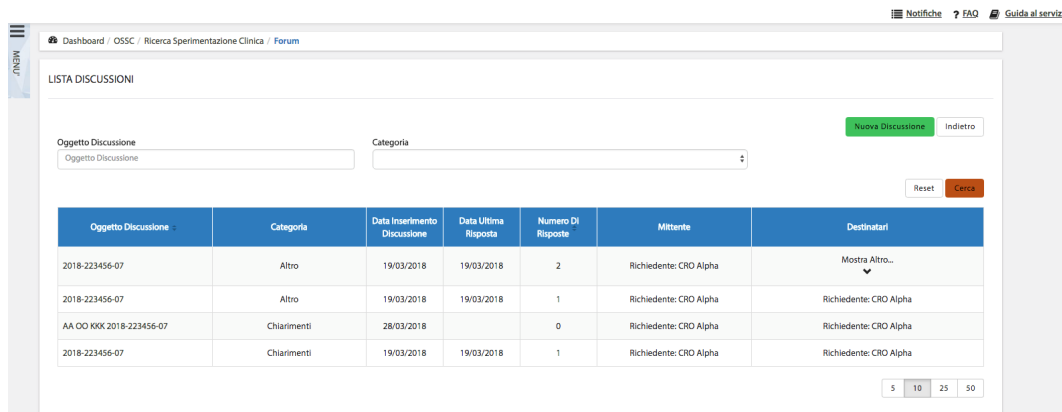 Notifiche ? FAQ Guida al serviz
MENU'
Dashboard / OSSC / Ricerca Sperimentazione Clinica / Forum
LISTA DISCUSSIONI
Nuova Discussione Indietro
Oggetto Discussione Categoria
Oggetto Discussione
Reset Cerca
Oggetto Discussione Categoria Data Inserimento Discussione Data Ultima Risposta Numero Di Risposte Mittente Destinatari
2018-223456-07 Altro 19/03/2018 19/03/2018 2 Richiedente: CRO Alpha Mostra Altro...
2018-223456-07 Altro 19/03/2018 19/03/2018 1 Richiedente: CRO Alpha Richiedente: CRO Alpha
AA OO KKK 2018-223456-07 Chiarimenti 28/03/2018 0 Richiedente: CRO Alpha Richiedente: CRO Alpha
2018-223456-07 Chiarimenti 19/03/2018 19/03/2018 1 Richiedente: CRO Alpha Richiedente: CRO Alpha
5 10 25 50